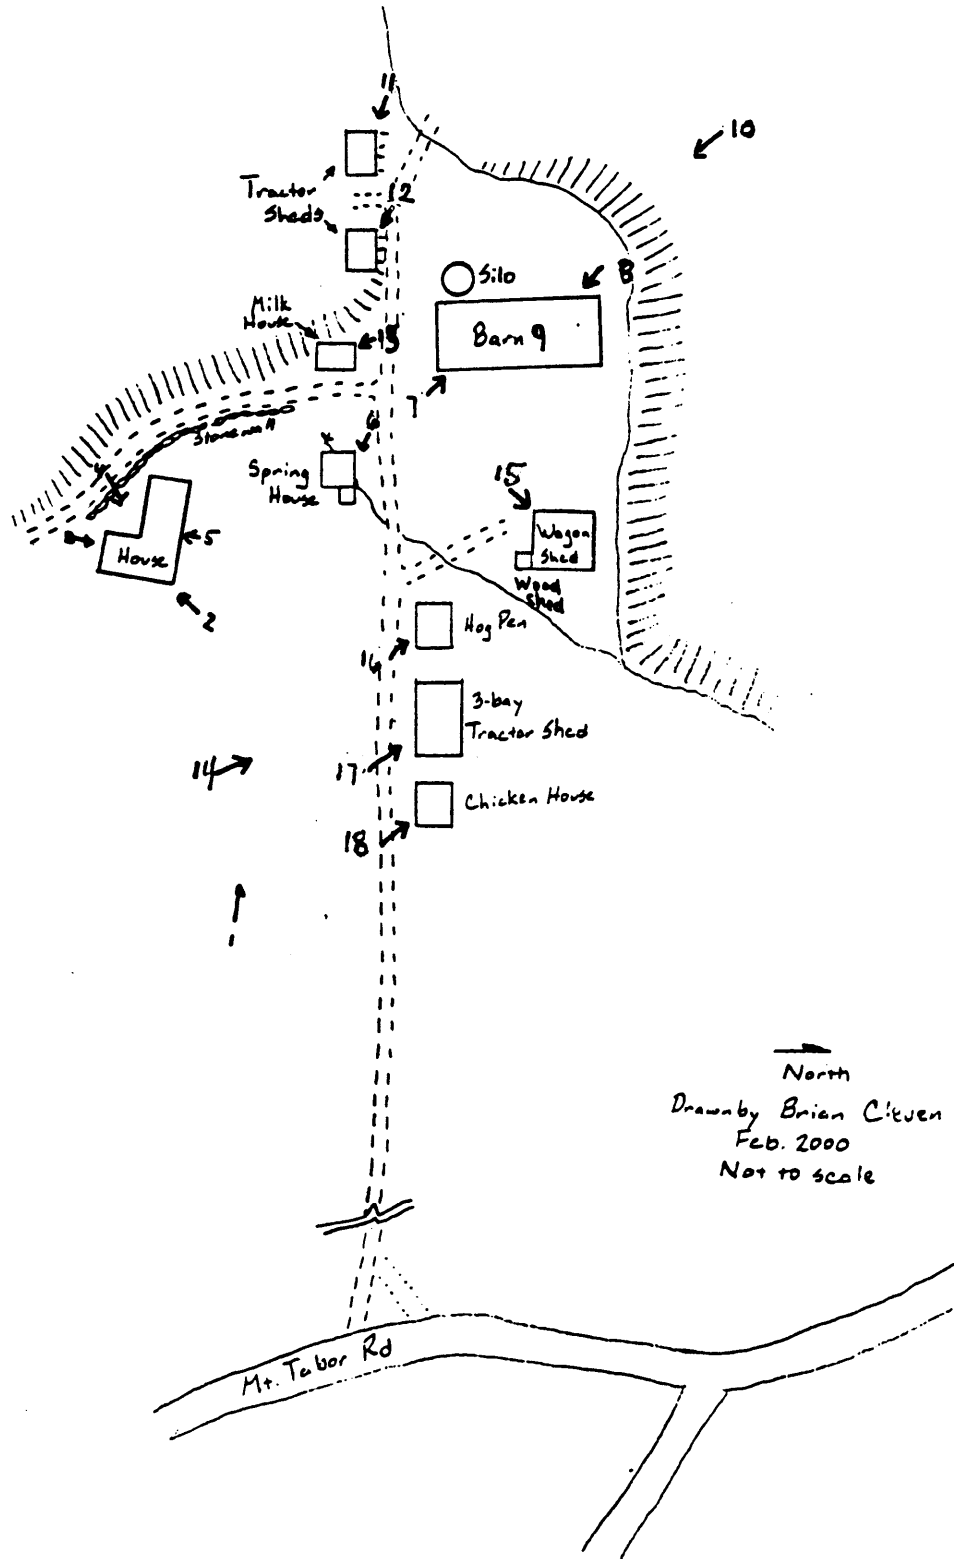 11
10
Tractor
Sheds
12
Silo
8
Milk
House
13
Barn 9
7
6
Stonewall
4
Spring
House
15
3
House
5
Wagon
Shed
Wood
Shed
2
Hog Pen
16
3-bay
Tractor Shed
14
17
Chicken House
18
1
North
Drawn by Brian Cleven
Feb. 2000
Not to scale
Mt. Tabor Rd